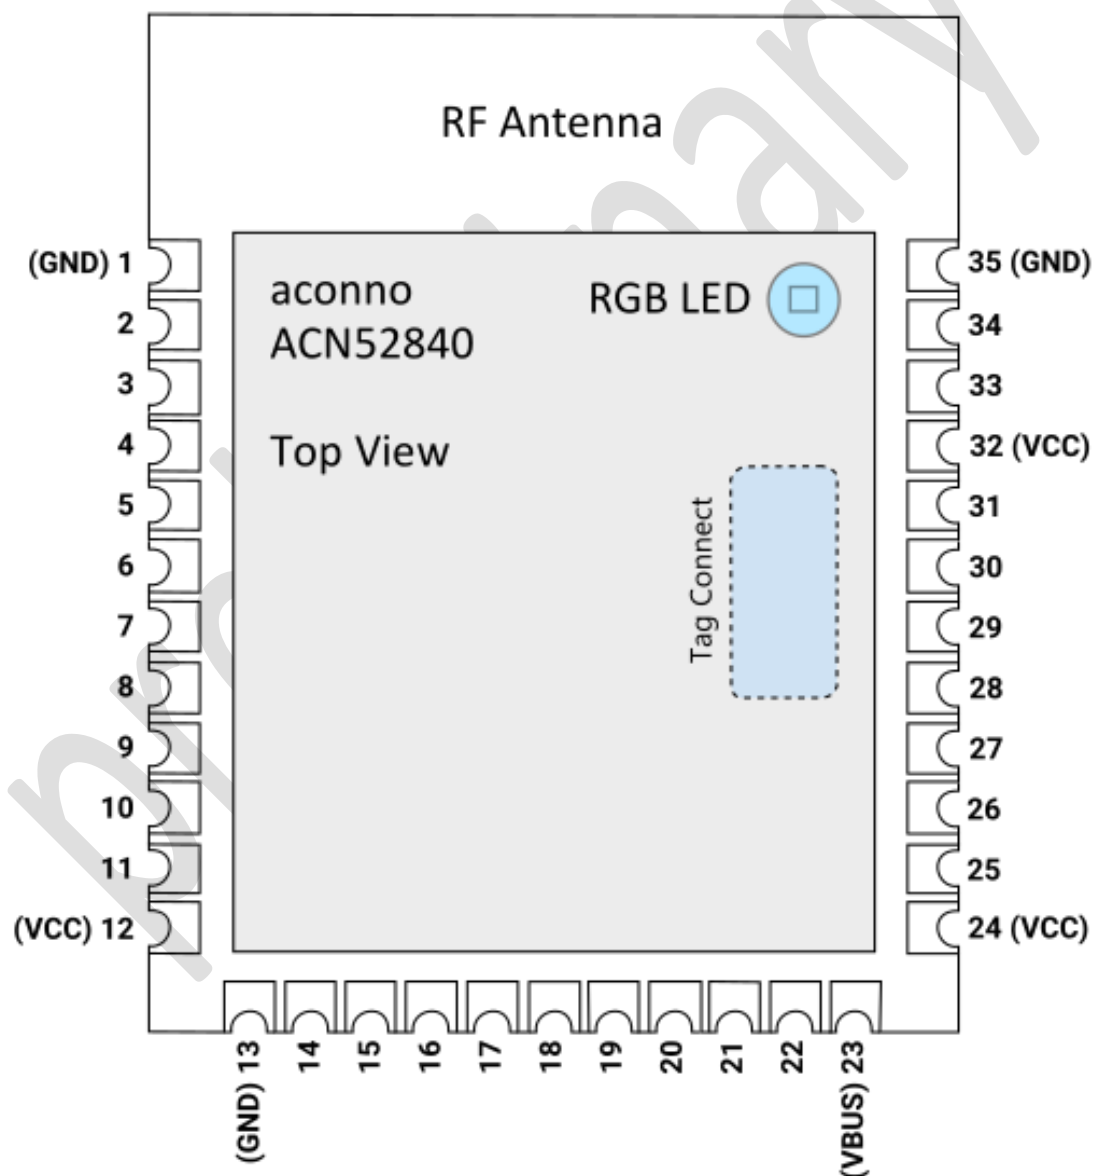 RF Antenna
(GND) 1
35 (GND)
aconno
RGB LED
ACN52840
2
34
3
33
4
Top View
32 (VCC)
5
31
Tag Connect
6
30
7
29
8
28
9
27
10
26
11
25
(VCC) 12
24 (VCC)
(GND) 13
14
15
16
17
18
19
20
21
22
(VBUS) 23
preliminary